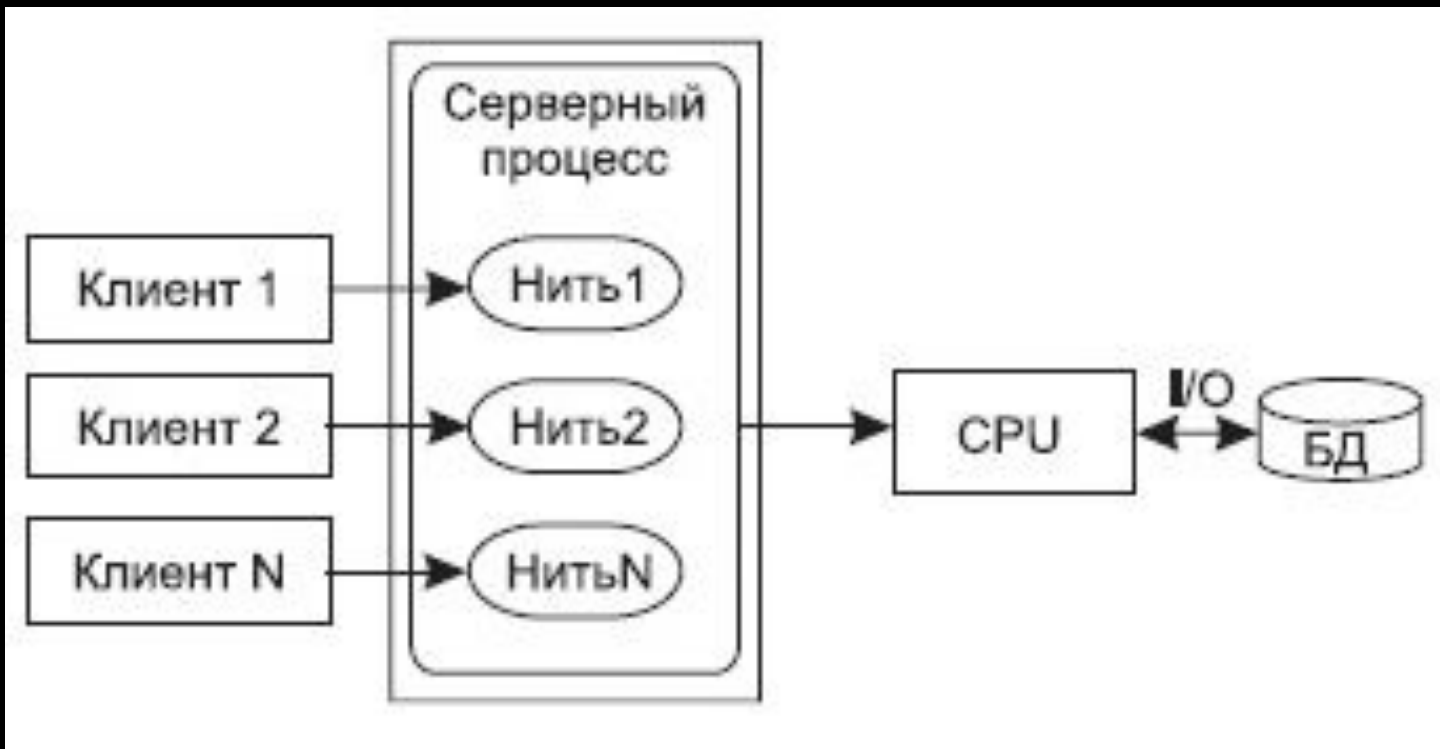 Серверный
процесс
Клиент 1
Нить1
Клиент 2
Нить2
Клиент N
НитьN
CPU
I/O
БД